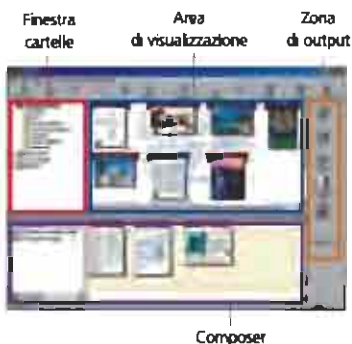 Finestra
cartelle
Area
di visualizzazione
Zona
di output
Composer